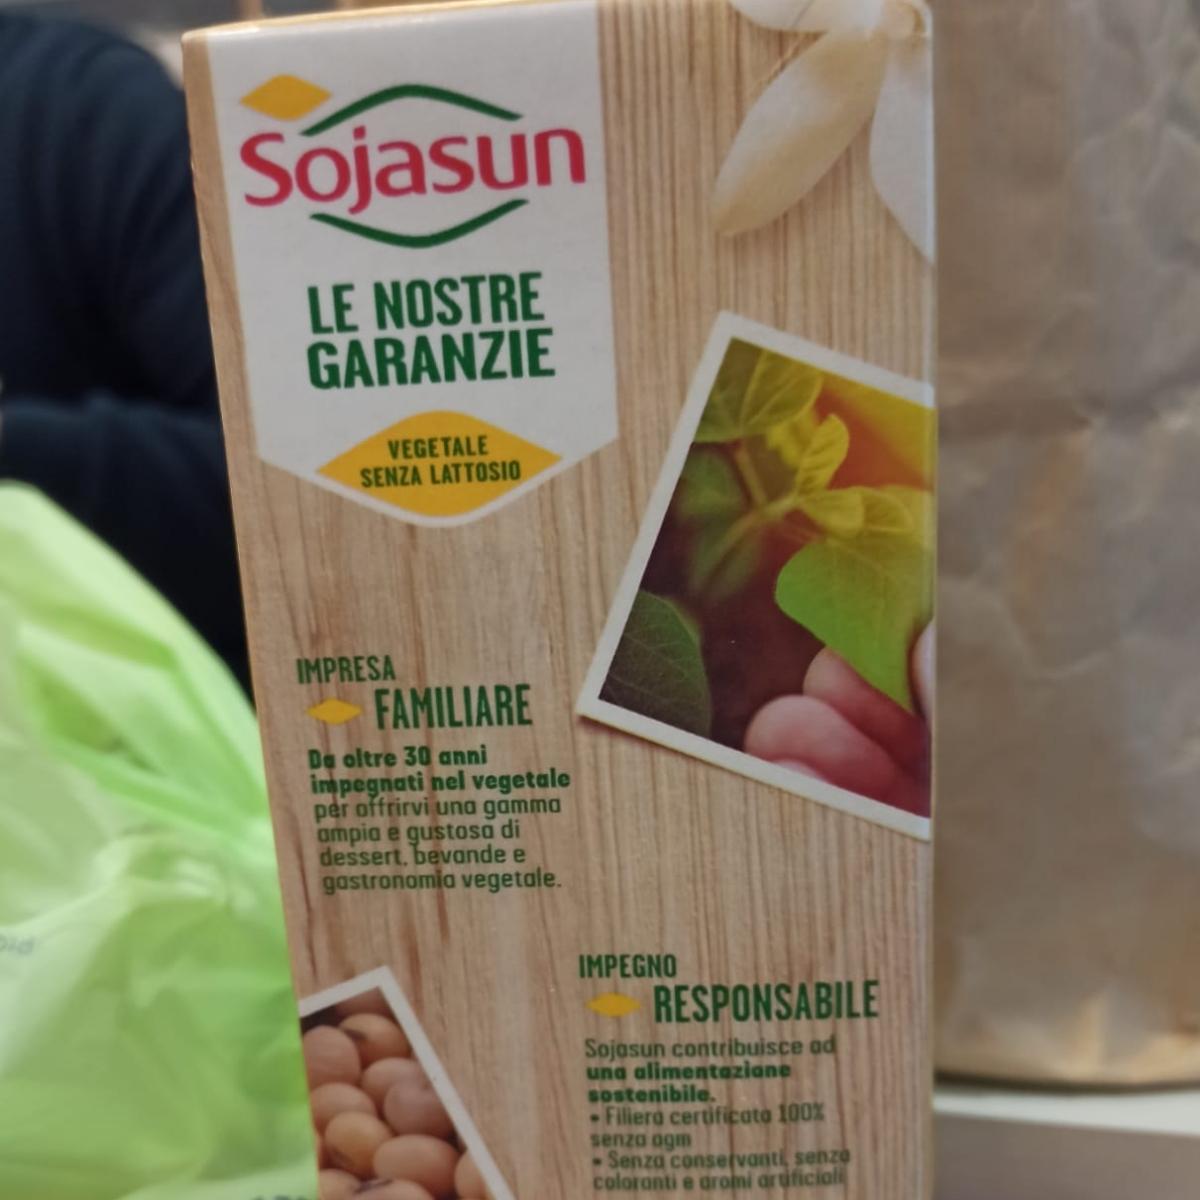 Sojasun
LE NOSTRE
GARANZIE
VEGETALE
SENZA LATTOSIO
IMPRESA
FAMILIARE
Da oltre 30 anni
impegnati nel vegetale
per offrirvi una gamma
ampia e gustosa di
dessert, bevande e
gastronomia vegetale.
IMPEGNO
RESPONSABILE
Sojasun contribuisce ad
una alimentazione
sostenibile.
• Filiera certificata 100%
senza ogm
• Senza conservanti, senza
coloranti e aromi artificiali